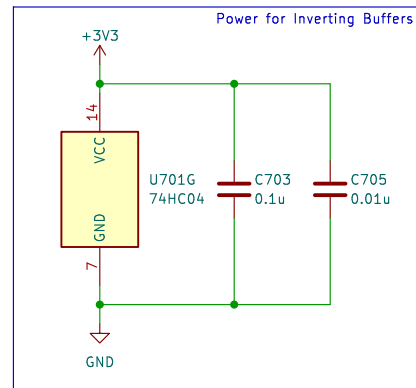 Power for Inverting Buffers
+3V3
14
VCC
U701G
74HC04
GND
7
C703
0.1u
C705
0.01u
GND